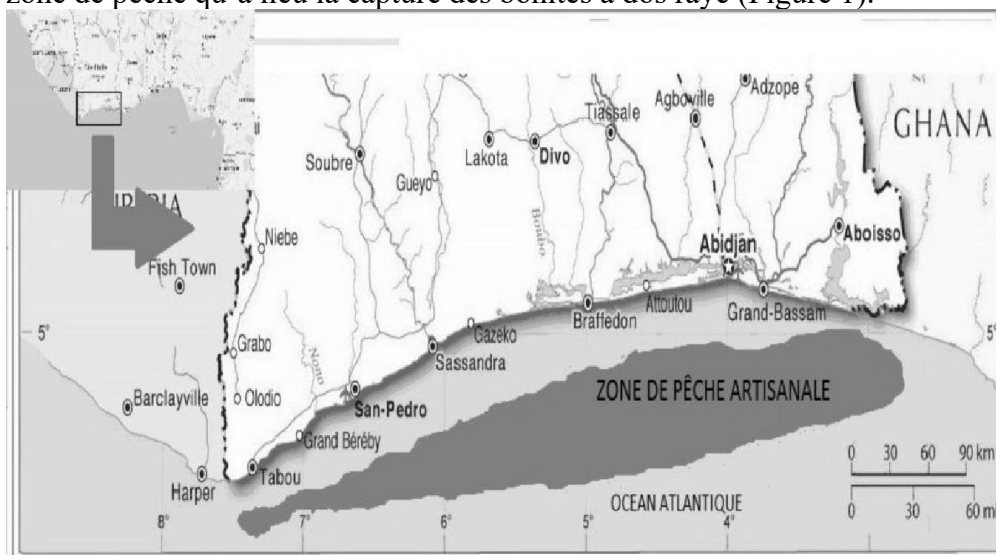 zone de pêche qu'a lieu la capture des bonites à dos rayé (Figure 1).
Adzope
Agboville
Tiassale
GHANA
Soubre
Lakota
Divo
Gueyo
Boubo
Niebe
Abidjan
Aboisso
Fish Town
Attoutou
Grand-Bassam
Braffedon
5°
Gazeko
5°
Grabo
Nono
Sassandra
ZONE DE PÊCHE ARTISANALE
Barclayville
Olodio
San-Pedro
Grand Béréby
0 30 60 90 km
Tabou
Harper
OCEAN ATLANTIQUE
0 30 60 mi
8°
7°
6°
5°
4°